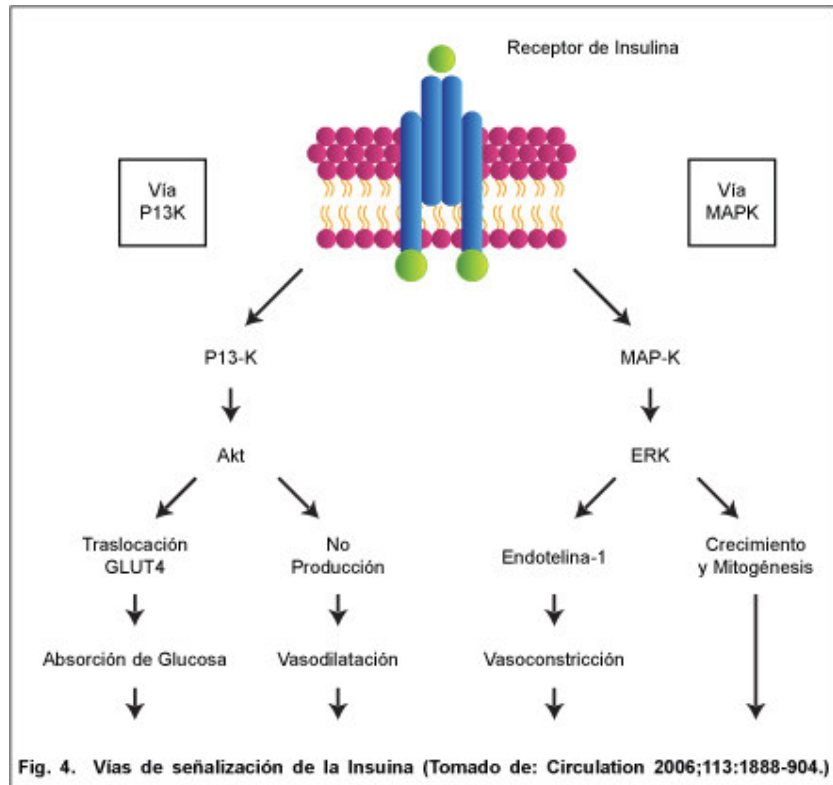 Receptor de Insulina
Vía
P13K
Vía
MAPK
P13-K
MAP-K
Akt
ERK
Traslocación
GLUT4
No
Producción
Endotelina-1
Crecimiento
y Mitogénesis
Absorción de Glucosa
Vasodilatación
Vasoconstricción
Fig. 4. Vías de señalización de la Insuina (Tomado de: Circulation 2006;113:1888-904.)